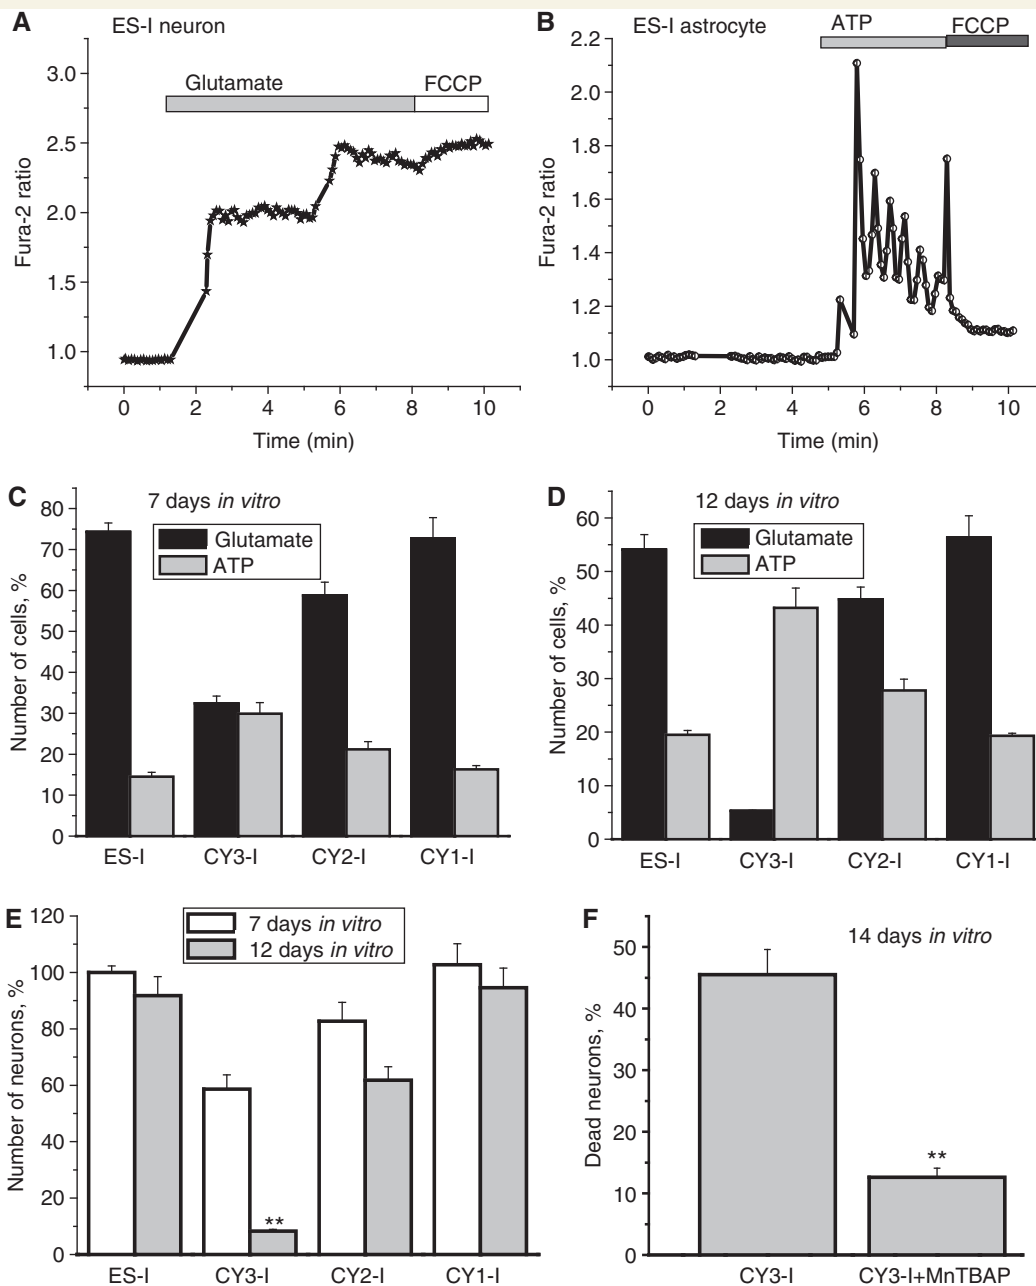 A ES-I neuron
Glutamate FCCP
3.0
2.5
2.0
1.5
1.0
Fura-2 ratio
0 2 4 6 8 10
Time (min)
B ES-I astrocyte
ATP FCCP
2.2
2.0
1.8
1.6
1.4
1.2
1.0
Fura-2 ratio
0 2 4 6 8 10
Time (min)
C 7 days in vitro
Glutamate
ATP
80
70
60
50
40
30
20
10
0
Number of cells, %
ES-I CY3-I CY2-I CY1-I
D 12 days in vitro
Glutamate
ATP
60
50
40
30
20
10
0
Number of cells, %
ES-I CY3-I CY2-I CY1-I
E
7 days in vitro
12 days in vitro
120
100
80
60
40
20
0
Number of neurons, %
**
ES-I CY3-I CY2-I CY1-I
F 14 days in vitro
50
40
30
20
10
0
Dead neurons, %
**
CY3-I CY3-I+MnTBAP